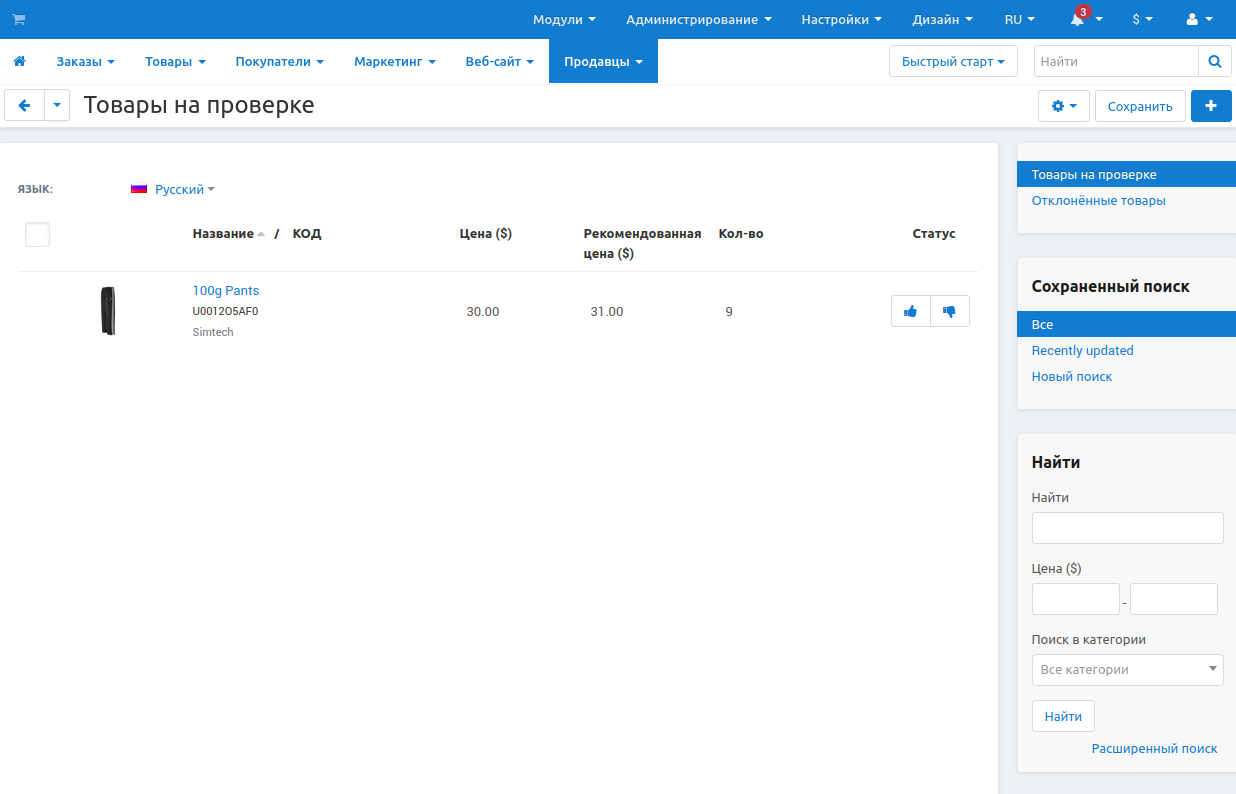 Модули Администрирование Настройки Дизайн RU 3 $
Заказы Товары Покупатели Маркетинг Веб-сайт Продавцы Быстрый старт Найти
Товары на проверке Сохранить
ЯЗЫК: Русский
Название / КОД Цена ($) Рекомендованная цена ($) Кол-во Статус
100g Pants
U0012O5AF0 30.00 31.00 9
Simtech
Товары на проверке
Отклонённые товары
Сохраненный поиск
Все
Recently updated
Новый поиск
Найти
Найти
Цена ($)
-
Поиск в категории
Все категории
Найти
Расширенный поиск